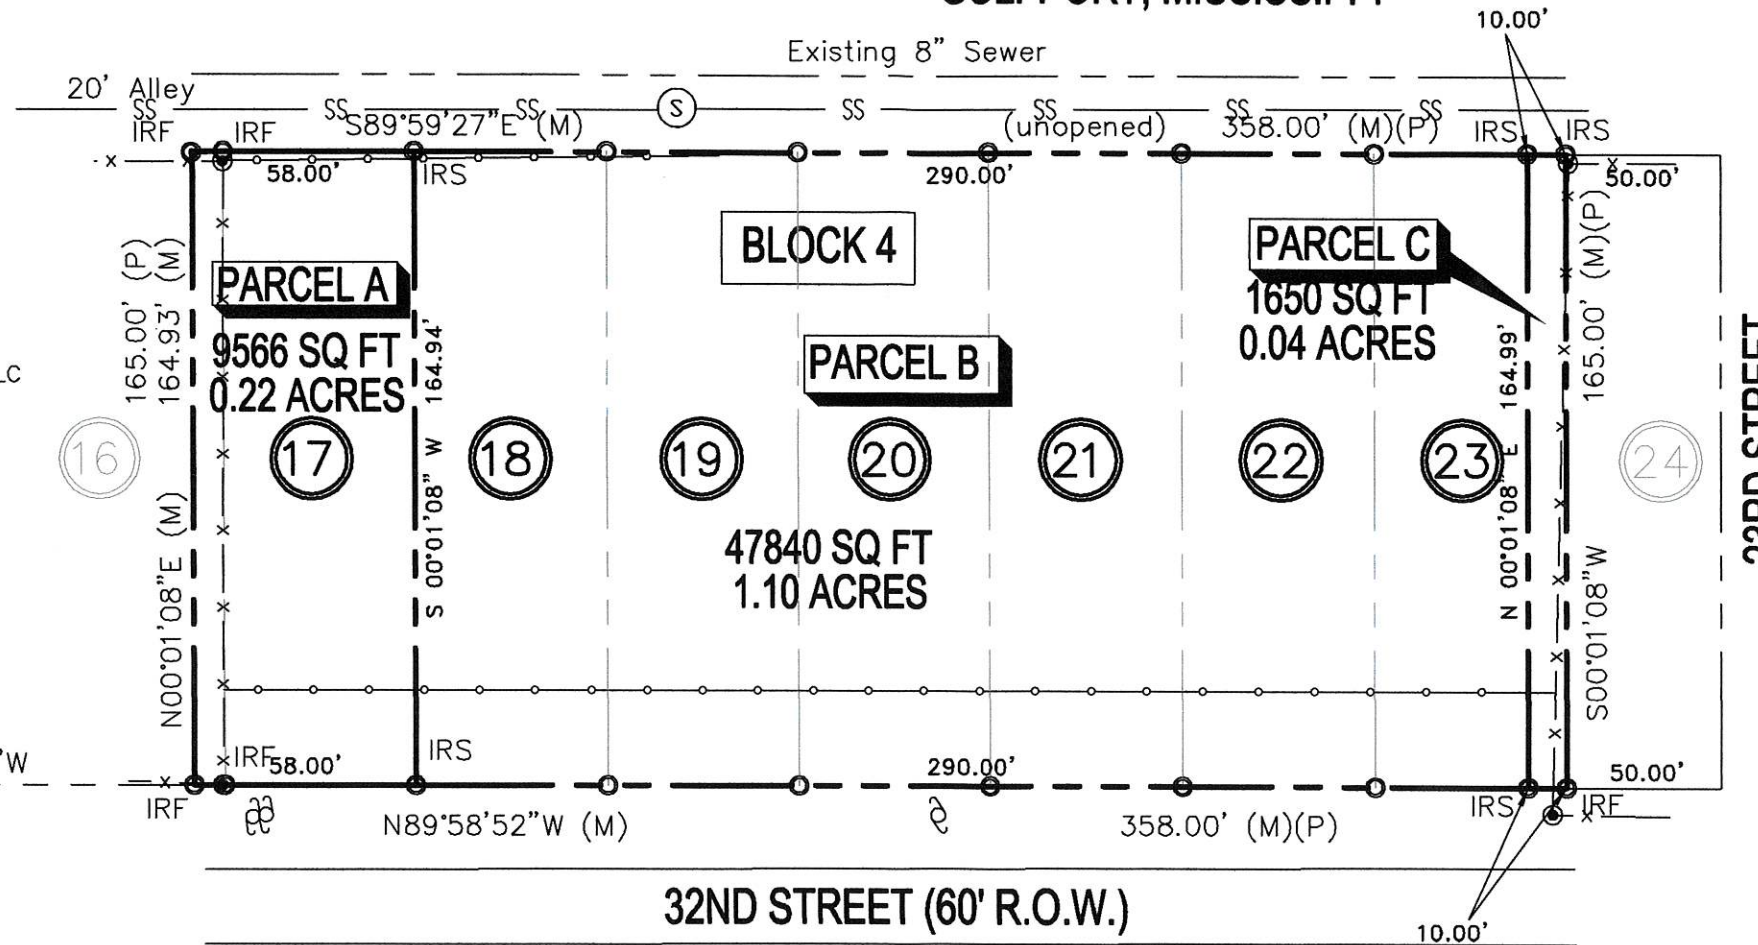 10.00'
Existing 8" Sewer
20' Alley
SS SS SS S SS SS SS SS
IRF IRF S89°59'27"E (M) (unopened) 358.00' (M)(P) IRS IRS
58.00' IRS 290.00' 50.00'
165.00' (P)
164.93' (M)
N00°01'08"E (M)
PARCEL A
9566 SQ FT
0.22 ACRES
S 00°01'08" W 164.94'
BLOCK 4
PARCEL B
47840 SQ FT
1.10 ACRES
PARCEL C
1650 SQ FT
0.04 ACRES
N 00°01'08" E 164.99'
165.00' (M)(P)
S00°01'08"W
23RD STREET
LC
16 17 18 19 20 21 22 23 24
'W
IRF 58.00' IRS 290.00' 50.00'
IRF N89°58'52"W (M) 358.00' (M)(P) IRS IRF
32ND STREET (60' R.O.W.)
10.00'